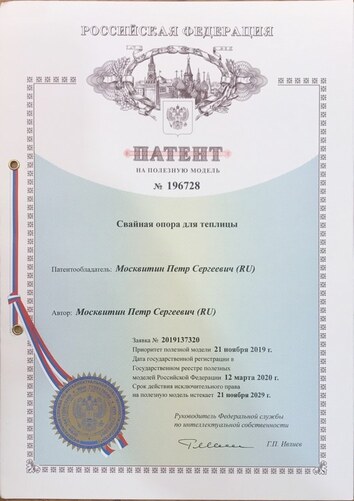 РОССИЙСКАЯ ФЕДЕРАЦИЯ
ПАТЕНТ
НА ПОЛЕЗНУЮ МОДЕЛЬ
№ 196728
Свайная опора для теплицы
Патентообладатель: Москвитин Петр Сергеевич (RU)
Автор: Москвитин Петр Сергеевич (RU)
Заявка № 2019137320
Приоритет полезной модели 21 ноября 2019 г.
Дата государственной регистрации в
Государственном реестре полезных
моделей Российской Федерации 12 марта 2020 г.
Срок действия исключительного права
на полезную модель истекает 21 ноября 2029 г.
Руководитель Федеральной службы
по интеллектуальной собственности
Г.П. Ивлиев